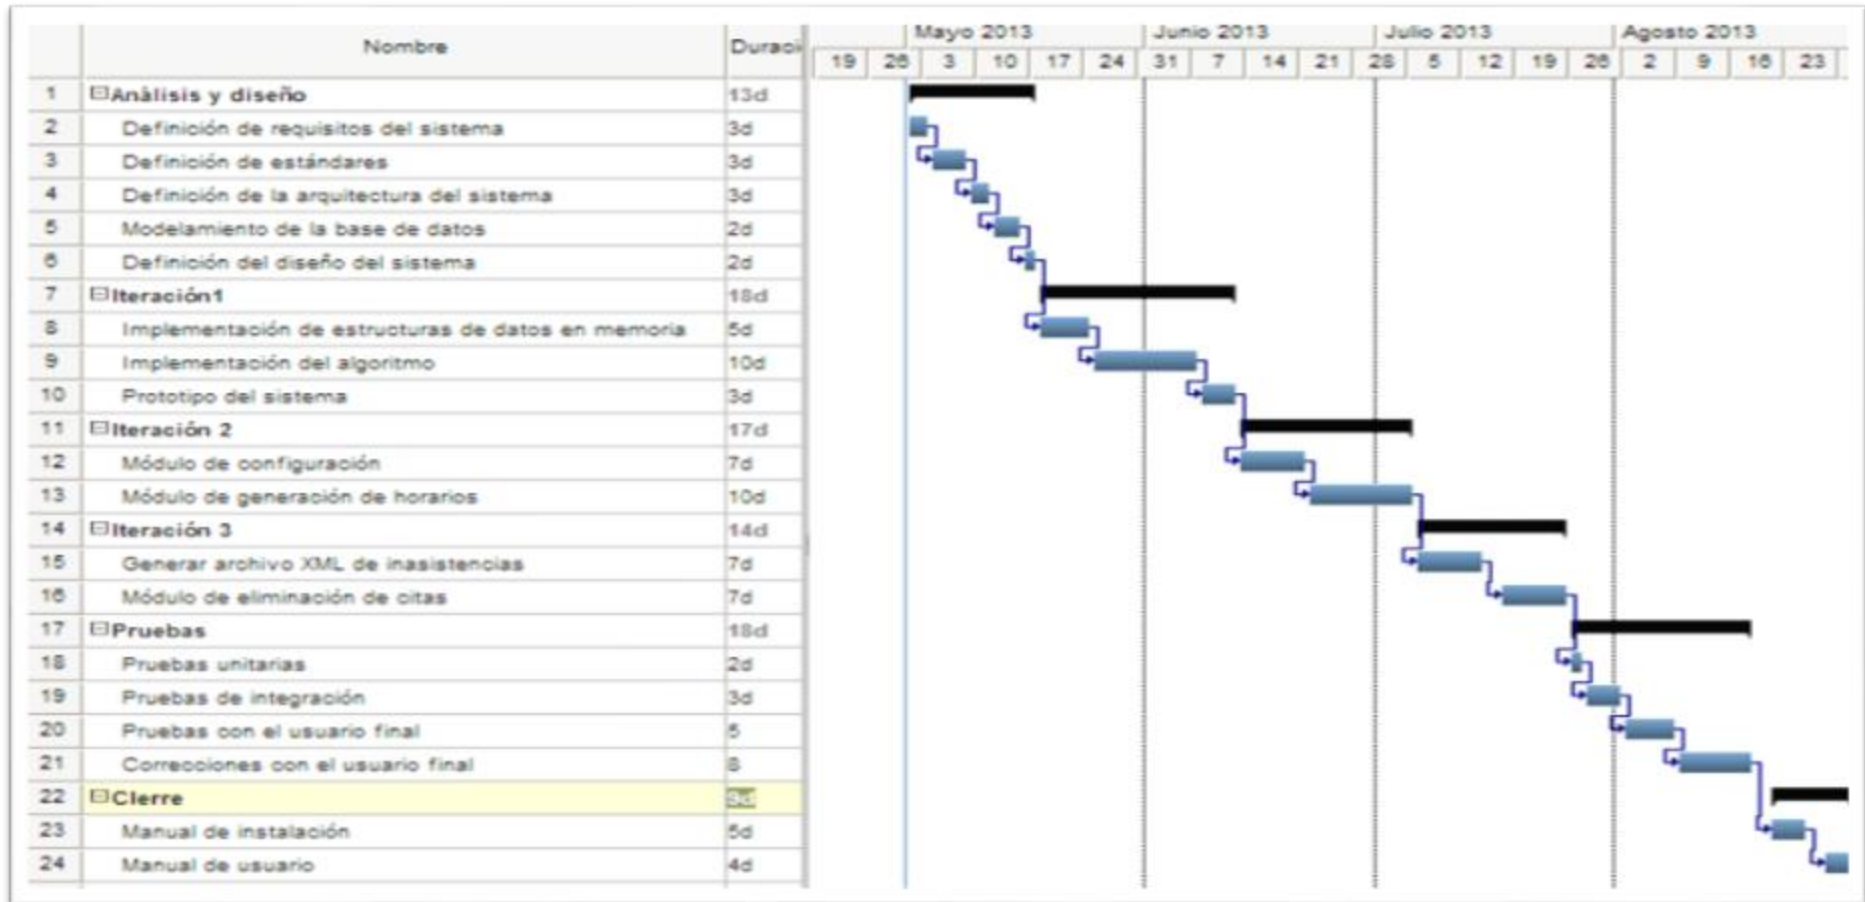 Nombre Duraci Mayo 2013 Junio 2013 Julio 2013 Agosto 2013
19 26 3 10 17 24 31 7 14 21 28 5 12 19 26 2 9 16 23
1 Análisis y diseño 13d
2 Definición de requisitos del sistema 3d
3 Definición de estándares 3d
4 Definición de la arquitectura del sistema 3d
5 Modelamiento de la base de datos 2d
6 Definición del diseño del sistema 2d
7 Iteración1 18d
8 Implementación de estructuras de datos en memoria 5d
9 Implementación del algoritmo 10d
10 Prototipo del sistema 3d
11 Iteración 2 17d
12 Módulo de configuración 7d
13 Módulo de generación de horarios 10d
14 Iteración 3 14d
15 Generar archivo XML de inasistencias 7d
16 Módulo de eliminación de citas 7d
17 Pruebas 18d
18 Pruebas unitarias 2d
19 Pruebas de integración 3d
20 Pruebas con el usuario final 5
21 Correcciones con el usuario final 8
22 Cierre 9d
23 Manual de instalación 5d
24 Manual de usuario 4d